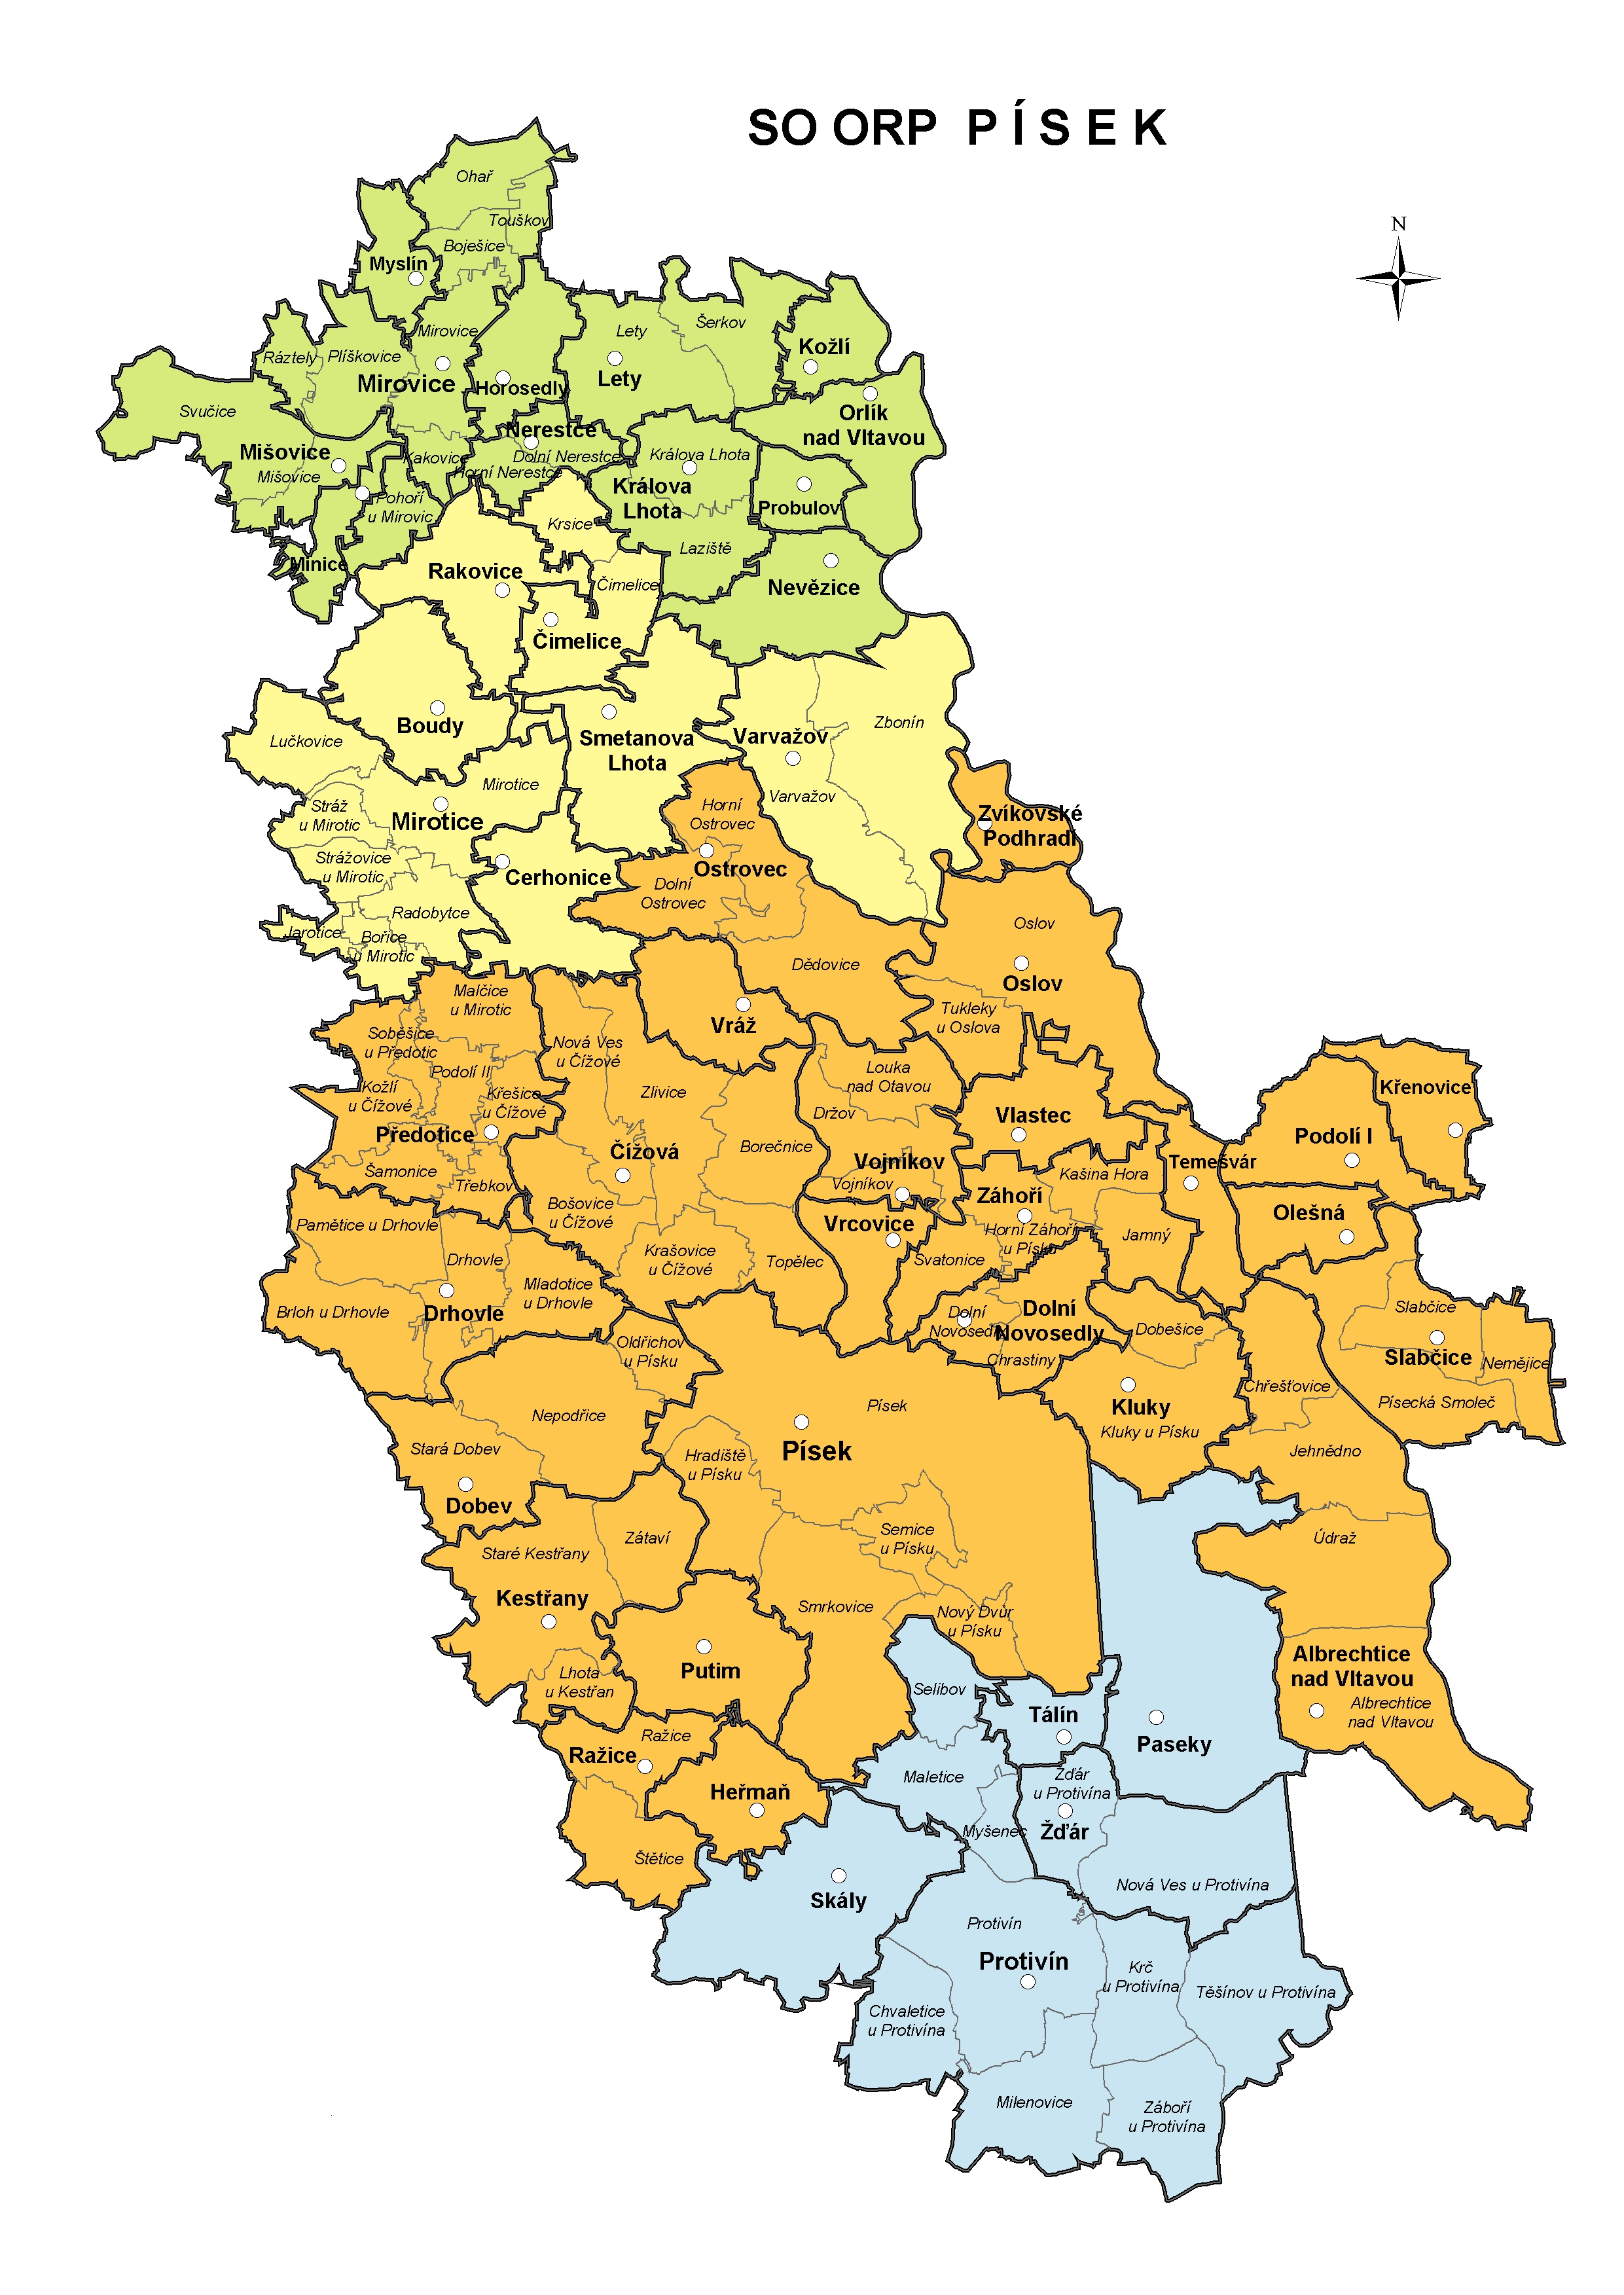 SO ORP P Í S E K
N
Ohař
Touškov
Boješice
Myslín
Mirovice
Lety
Šerkov
Ráztely
Plíškovice
Mirovice
Horosedly
Lety
Kožlí
Svučice
Orlík
nad Vltavou
Nerestce
Mišovice
Mišovice
Kakovice
Dolní Nerestce
Horní Nerestce
Králova Lhota
Králova
Lhota
Probulov
Pohoří
u Mirovic
Krsice
Laziště
Minice
Rakovice
Čimelice
Nevězice
Čimelice
Boudy
Lučkovice
Smetanova
Lhota
Varvažov
Zbonín
Mirotice
Varvažov
Stráž
u Mirotic
Mirotice
Horní
Ostrovec
Zvíkovské
Podhradí
Strážovice
u Mirotic
Cerhonice
Ostrovec
Dolní
Ostrovec
Radobytce
Jarotice
Bořice
u Mirotic
Oslov
Dědovice
Oslov
Malčice
u Mirotic
Vráž
Tukleky
u Oslova
Soběšice
u Předotic
Nová Ves
u Čížové
Podolí II
Louka
nad Otavou
Kožlí
u Čížové
Křešice
u Čížové
Zlivice
Držov
Vlastec
Křenovice
Podolí I
Předotice
Čížová
Borečnice
Vojníkov
Vojníkov
Kašina Hora
Temešvár
Šamonice
Třebkov
Záhoří
Bošovice
u Čížové
Vrcovice
Horní Záhoří
u Písku
Jamný
Olešná
Pamětice u Drhovle
Drhovle
Krašovice
u Čížové
Topělec
Svatonice
Mladotice
u Drhovle
Brloh u Drhovle
Drhovle
Dolní
Novosedly
Dolní
Novosedly
Dobešice
Slabčice
Slabčice
Nemějice
Oldřichov
u Písku
Chrastiny
Chřešťovice
Písecká Smoleč
Nepodřice
Písek
Kluky
Kluky u Písku
Stará Dobev
Hradiště
u Písku
Písek
Jehnědno
Dobev
Zátaví
Semice
u Písku
Údraž
Staré Kestřany
Kestřany
Smrkovice
Nový Dvůr
u Písku
Putim
Albrechtice
nad Vltavou
Albrechtice
nad Vltavou
Lhota
u Kestřan
Selibov
Tálín
Paseky
Ražice
Ražice
Maletice
Žďár
u Protivína
Heřmaň
Myšenec
Žďár
Štětice
Skály
Nová Ves u Protivína
Protivín
Protivín
Krč
u Protivína
Těšínov u Protivína
Chvaletice
u Protivína
Milenovice
Záboří
u Protivína